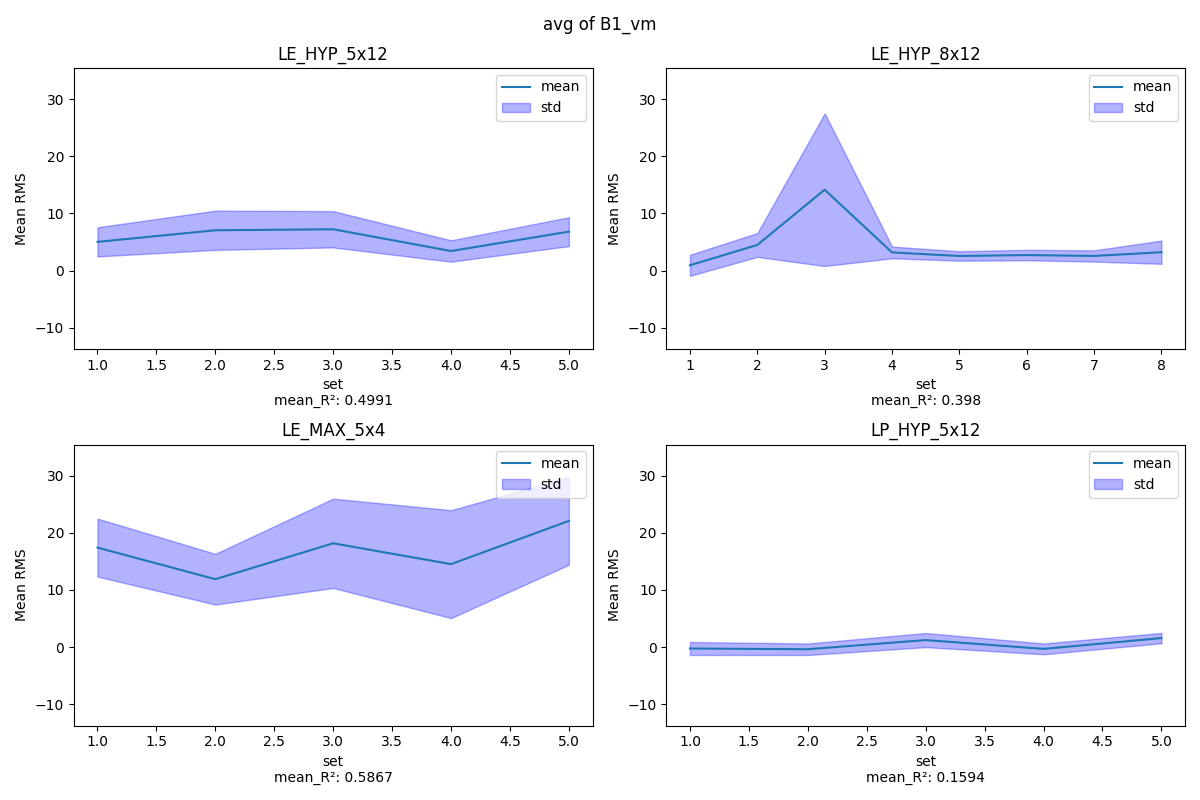 avg of B1_vm
LE_HYP_5x12
mean
std
Mean RMS
30
20
10
0
−10
1.0 1.5 2.0 2.5 3.0 3.5 4.0 4.5 5.0
set
mean_R²: 0.4991
LE_HYP_8x12
mean
std
Mean RMS
30
20
10
0
−10
1 2 3 4 5 6 7 8
set
mean_R²: 0.398
LE_MAX_5x4
mean
std
Mean RMS
30
20
10
0
−10
1.0 1.5 2.0 2.5 3.0 3.5 4.0 4.5 5.0
set
mean_R²: 0.5867
LP_HYP_5x12
mean
std
Mean RMS
30
20
10
0
−10
1.0 1.5 2.0 2.5 3.0 3.5 4.0 4.5 5.0
set
mean_R²: 0.1594